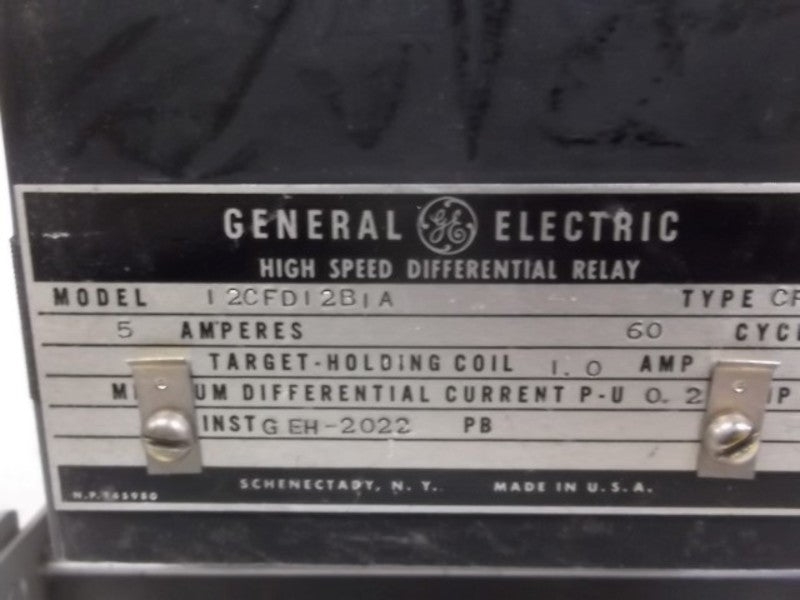 GENERAL GE ELECTRIC
HIGH SPEED DIFFERENTIAL RELAY
MODEL 12CFD12B1A TYPE CF
5 AMPERES 60 CYC
TARGET-HOLDING COIL 1.0 AMP
DIFFERENTIAL CURRENT P-U 0.2
INST GEH-2022 PB
SCHENECTADY, N.Y. MADE IN U.S.A.